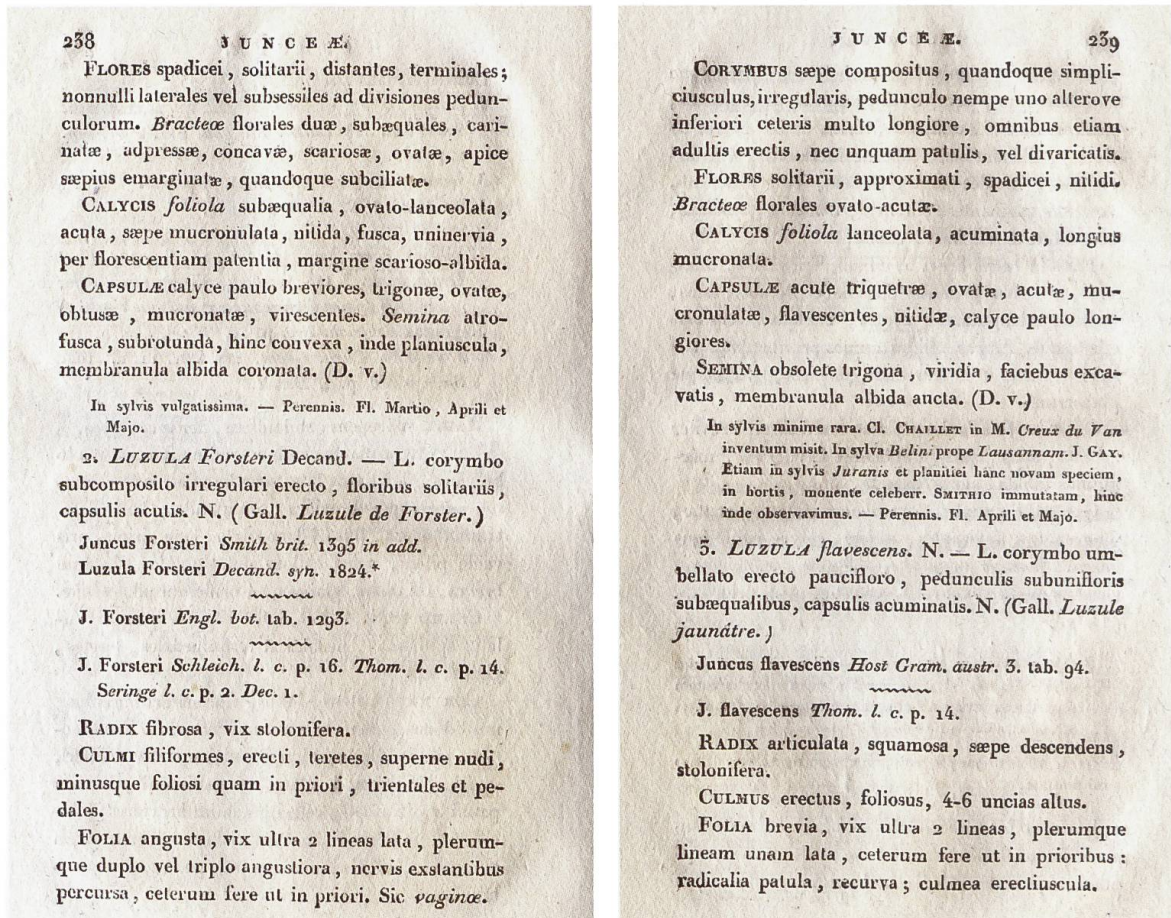 238 JUNCEÆ.
FLORES spadicei, solitarii, distantes, terminales;
nonnulli laterales vel subsessiles ad divisiones pedun-
culorum. Bracteæ florales duæ, subæquales, cari-
natæ, adpressæ, concavæ, scariosæ, ovatæ, apice
sæpius emarginatæ, quandoque subciliatæ.
CALYCIS foliola subæqualia, ovato-lanceolata,
acuta, sæpe mucronulata, nitida, fusca, uninervia,
per florescentiam patentia, margine scarioso-albida.
CAPSULÆ calyce paulo breviores, trigonæ, ovatæ,
obtusæ, mucronatæ, virescentes. Semina atro-
fusca, subrotunda, hinc convexa, inde planiuscula,
membranula albida coronata. (D. v.)
In sylvis vulgatissima. — Perennis. Fl. Martio, Aprili et
Majo.
2. LUZULA Forsteri Decand. — L. corymbo
subcomposito irregulari erecto, floribus solitariis,
capsulis acutis. N. (Gall. Luzule de Forster.)
Juncus Forsteri Smith brit. 1395 in add.
Luzula Forsteri Decand. syn. 1824.*
J. Forsteri Engl. bot. tab. 1293.
J. Forsteri Schleich. l. c. p. 16. Thom. l. c. p. 14.
Seringe l. c. p. 2. Dec. 1.
RADIX fibrosa, vix stolonifera.
CULMI filiformes, erecti, teretes, superne nudi,
minusque foliosi quam in priori, trientales et pe-
dales.
FOLIA angusta, vix ultra 2 lineas lata, plerum-
que duplo vel triplo angustiora, nervis exstantibus
percursa, ceterum fere ut in priori. Sic vaginæ.
JUNCEÆ. 239
CORYMBUS sæpe compositus, quandoque simpli-
ciusculus, irregularis, pedunculo nempe uno alterove
inferiori ceteris multo longiore, omnibus etiam
adultis erectis, nec unquam patulis, vel divaricatis.
FLORES solitarii, approximati, spadicei, nitidi.
Bracteæ florales ovato-acutæ.
CALYCIS foliola lanceolata, acuminata, longius
mucronata.
CAPSULÆ acute triquetræ, ovatæ, acutæ, mu-
cronulatæ, flavescentes, nitidæ, calyce paulo lon-
giores.
SEMINA obsolete trigona, viridia, faciebus exca-
vatis, membranula albida aucta. (D. v.)
In sylvis minime rara. Cl. CHAILLET in M. Creux du Van
inventum misit. In sylva Belini prope Lausannam. J. GAY.
Etiam in sylvis Juranis et planitiei hanc novam speciem,
in hortis, monente celeberr. SMITHIO immutatam, hinc
inde observavimus. — Perennis. Fl. Aprili et Majo.
3. LUZULA flavescens. N. — L. corymbo um-
bellato erecto paucifloro, pedunculis subunifloris
subæqualibus, capsulis acuminatis. N. (Gall. Luzule
jaunátre.)
Juncus flavescens Host Gram. austr. 3. tab. 94.
J. flavescens Thom. l. c. p. 14.
RADIX articulata, squamosa, sæpe descendens,
stolonifera.
CULMUS erectus, foliosus, 4-6 uncias altus.
FOLIA brevia, vix ultra 2 lineas, plerumque
lineam unam lata, ceterum fere ut in prioribus:
radicalia patula, recurva; culmea erectiuscula.